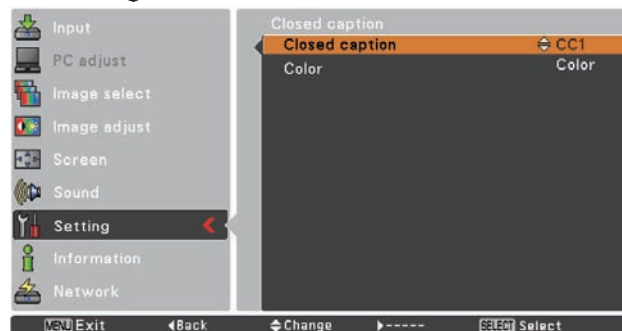 Input
PC adjust
Image select
Image adjust
Screen
Sound
Setting
Information
Network
Closed caption
Closed caption CC1
Color Color
MENU Exit Back Change ----- SELECT Select